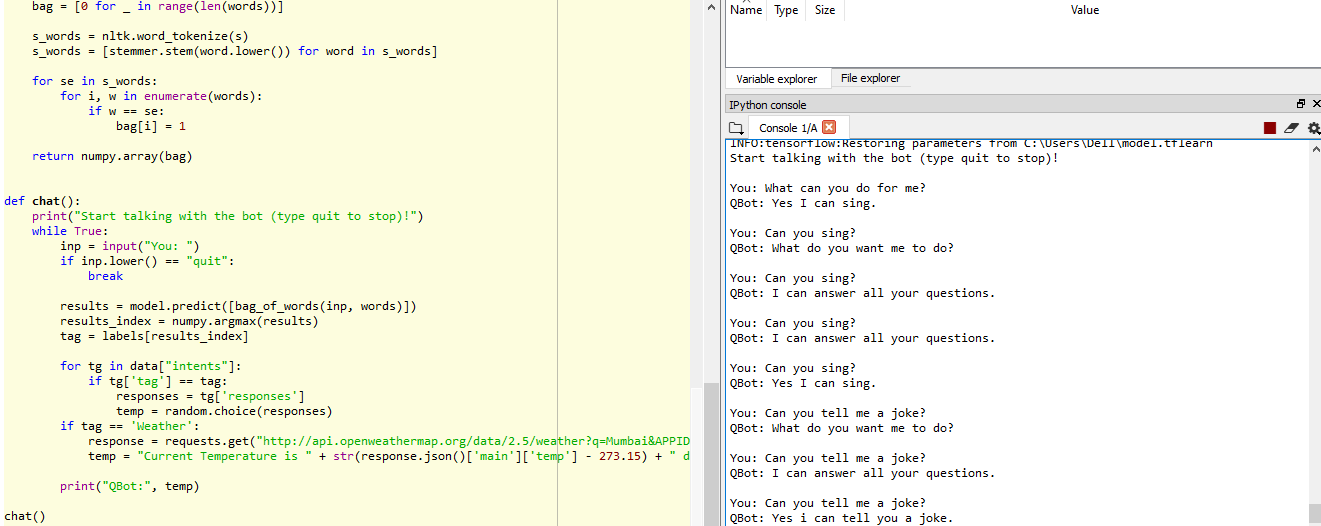 bag = [0 for _ in range(len(words))]
s_words = nltk.word_tokenize(s)
s_words = [stemmer.stem(word.lower()) for word in s_words]
for se in s_words:
for i, w in enumerate(words):
if w == se:
bag[i] = 1
return numpy.array(bag)
def chat():
print("Start talking with the bot (type quit to stop)!")
while True:
inp = input("You: ")
if inp.lower() == "quit":
break
results = model.predict([bag_of_words(inp, words)])
results_index = numpy.argmax(results)
tag = labels[results_index]
for tg in data["intents"]:
if tg['tag'] == tag:
responses = tg['responses']
temp = random.choice(responses)
if tag == 'Weather':
response = requests.get("http://api.openweathermap.org/data/2.5/weather?q=Mumbai&APPID
temp = "Current Temperature is " + str(response.json()['main']['temp'] - 273.15) + " d
print("QBot:", temp)
chat()
Name Type Size Value
Variable explorer File explorer
IPython console
Console 1/A
INFO:tensorflow:Restoring parameters from C:\Users\Dell\model.tflearn
Start talking with the bot (type quit to stop)!
You: What can you do for me?
QBot: Yes I can sing.
You: Can you sing?
QBot: What do you want me to do?
You: Can you sing?
QBot: I can answer all your questions.
You: Can you sing?
QBot: I can answer all your questions.
You: Can you sing?
QBot: Yes I can sing.
You: Can you tell me a joke?
QBot: What do you want me to do?
You: Can you tell me a joke?
QBot: I can answer all your questions.
You: Can you tell me a joke?
QBot: Yes i can tell you a joke.